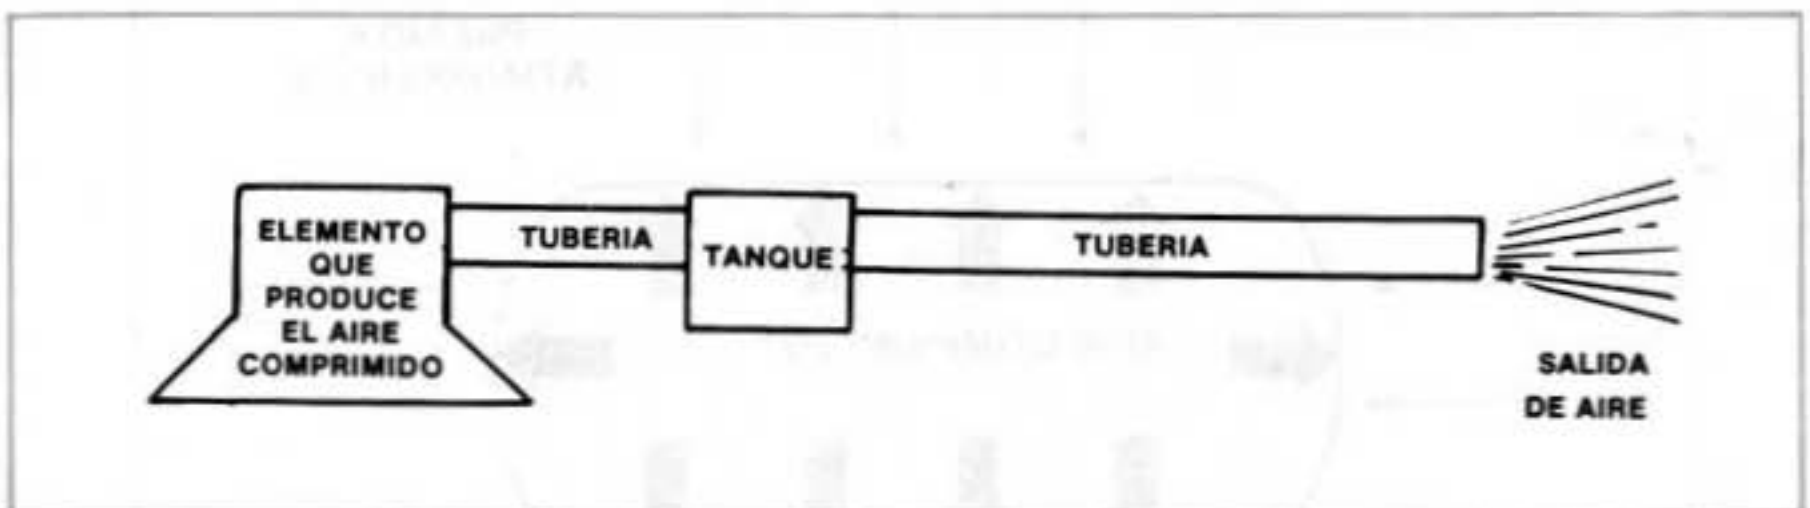 ELEMENTO
QUE
PRODUCE
EL AIRE
COMPRIMIDO
TUBERIA
TANQUE
TUBERIA
SALIDA
DE AIRE